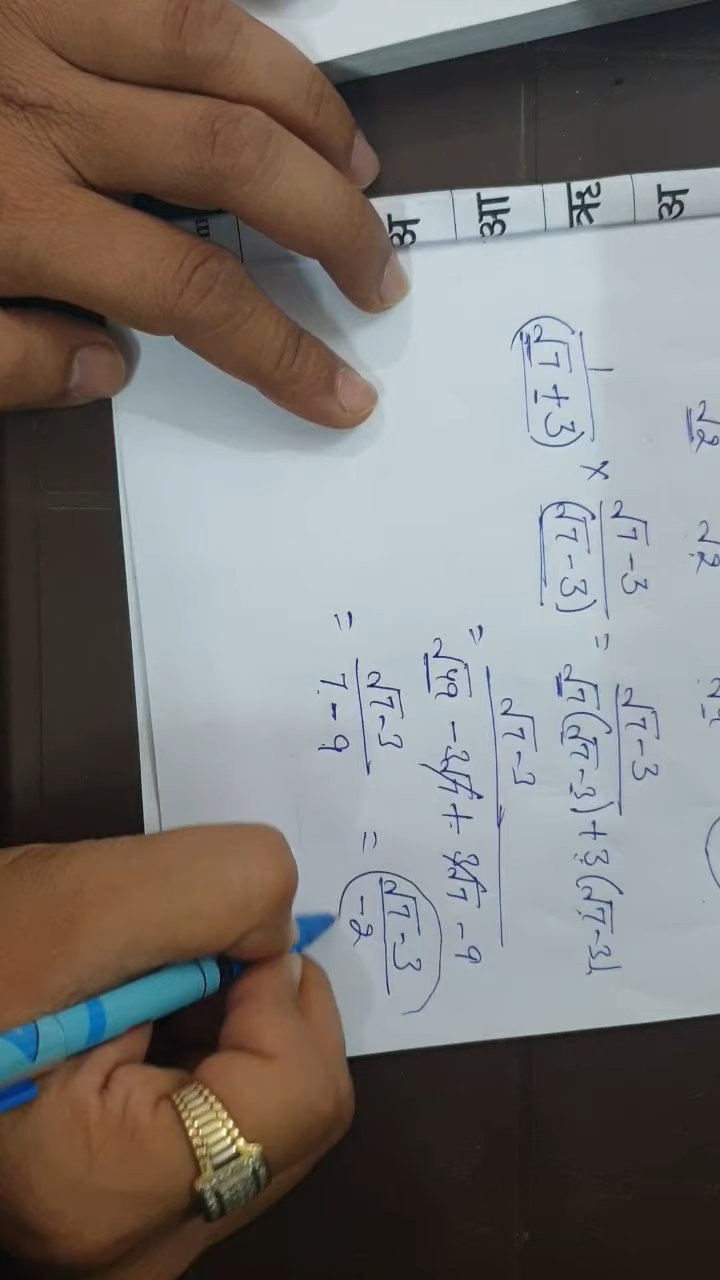 अ आ ऋ अ
√2 √2
1/(√7 + 3) × (√7 - 3)/(√7 - 3) = (√7 - 3)/(√7(√7 - 3) + 3(√7 - 3))
= (√7 - 3)/(√49 - 3√7 + 3√7 - 9)
= (√7 - 3)/(7 - 9) = (√7 - 3)/(-2)